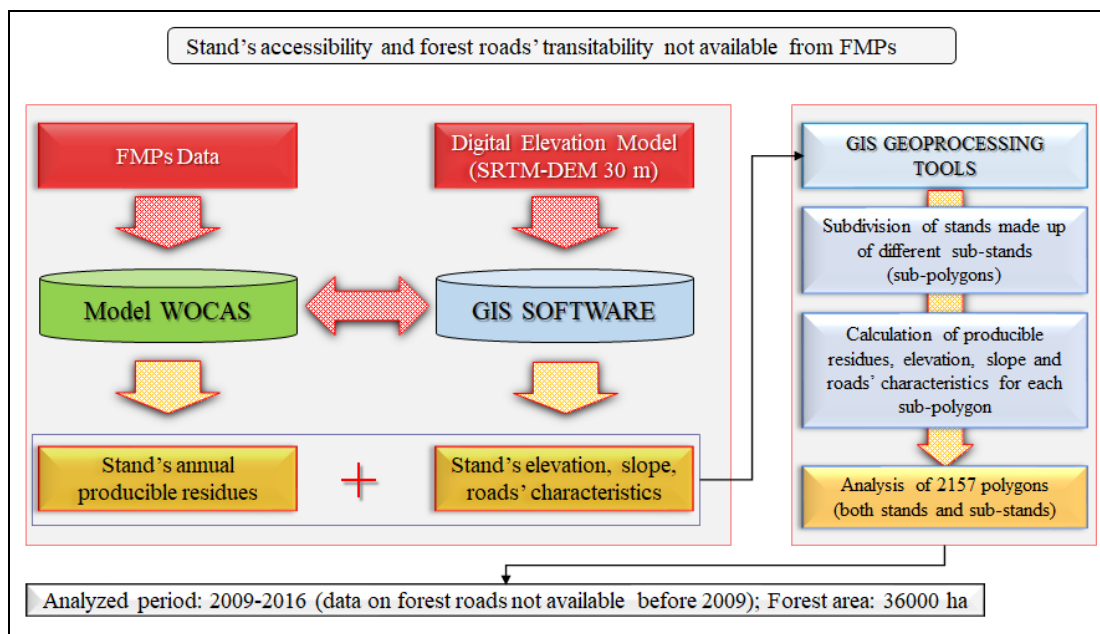 Stand's accessibility and forest roads' transitability not available from FMPs
FMPs Data
Digital Elevation Model
(SRTM-DEM 30 m)
Model WOCAS
GIS SOFTWARE
Stand's annual
producible residues
+
Stand's elevation, slope,
roads' characteristics
GIS GEOPROCESSING
TOOLS
Subdivision of stands made up
of different sub-stands
(sub-polygons)
Calculation of producible
residues, elevation, slope and
roads' characteristics for each
sub-polygon
Analysis of 2157 polygons
(both stands and sub-stands)
Analyzed period: 2009-2016 (data on forest roads not available before 2009); Forest area: 36000 ha